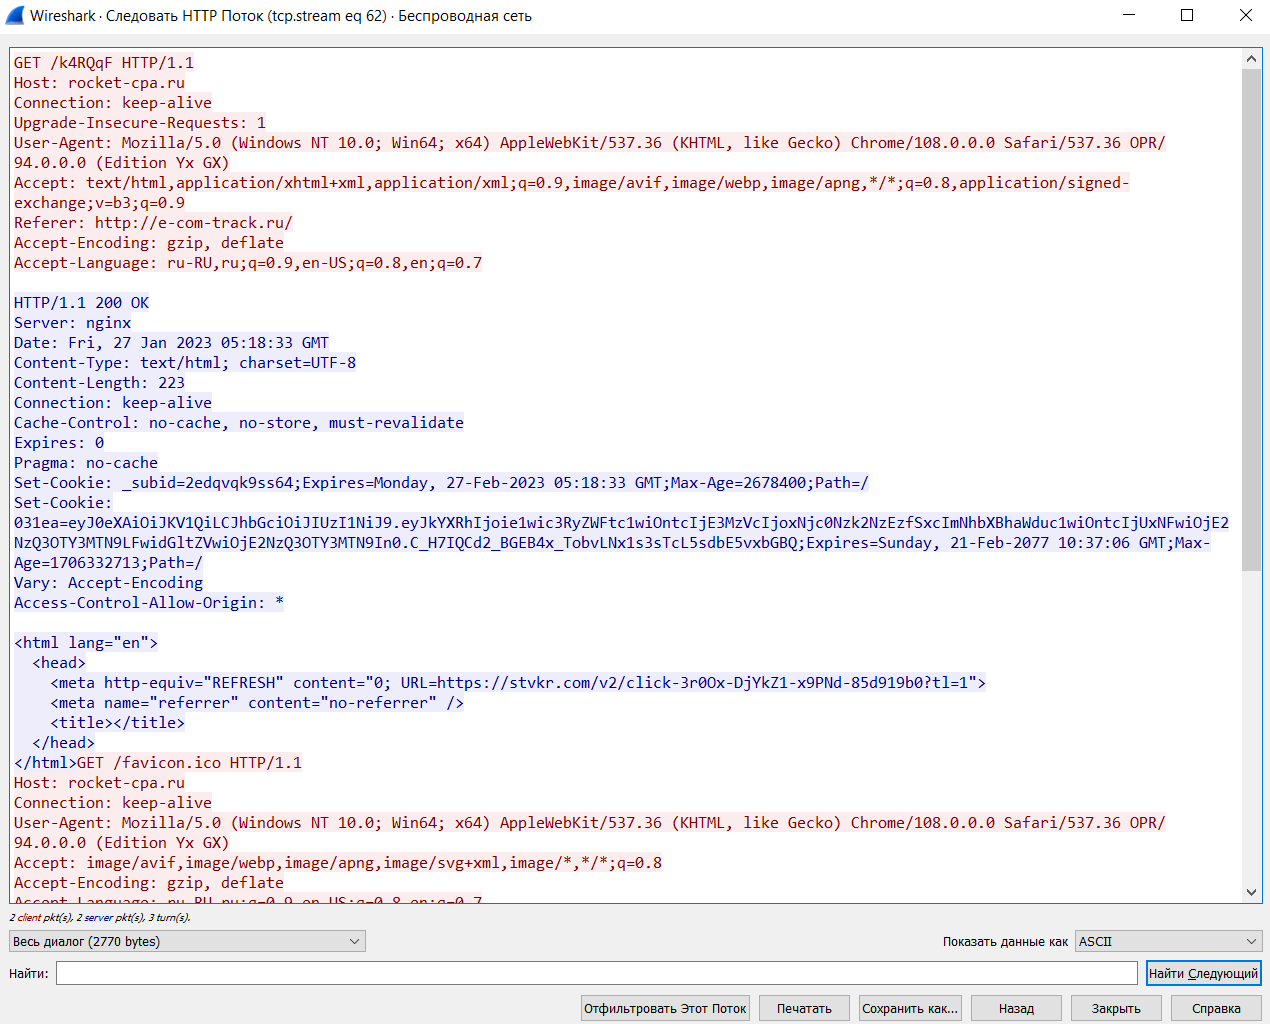 Wireshark · Следовать HTTP Поток (tcp.stream eq 62) · Беспроводная сеть
GET /k4RQqF HTTP/1.1
Host: rocket-cpa.ru
Connection: keep-alive
Upgrade-Insecure-Requests: 1
User-Agent: Mozilla/5.0 (Windows NT 10.0; Win64; x64) AppleWebKit/537.36 (KHTML, like Gecko) Chrome/108.0.0.0 Safari/537.36 OPR/
94.0.0.0 (Edition Yx GX)
Accept: text/html,application/xhtml+xml,application/xml;q=0.9,image/avif,image/webp,image/apng,*/*;q=0.8,application/signed-
exchange;v=b3;q=0.9
Referer: http://e-com-track.ru/
Accept-Encoding: gzip, deflate
Accept-Language: ru-RU,ru;q=0.9,en-US;q=0.8,en;q=0.7
HTTP/1.1 200 OK
Server: nginx
Date: Fri, 27 Jan 2023 05:18:33 GMT
Content-Type: text/html; charset=UTF-8
Content-Length: 223
Connection: keep-alive
Cache-Control: no-cache, no-store, must-revalidate
Expires: 0
Pragma: no-cache
Set-Cookie: _subid=2edqvqk9ss64;Expires=Monday, 27-Feb-2023 05:18:33 GMT;Max-Age=2678400;Path=/
Set-Cookie:
031ea=eyJ0eXAiOiJKV1QiLCJhbGciOiJIUzI1NiJ9.eyJkYXRhIjoie1wic3RyZWFtc1wiOntcIjE3MzVcIjoxNjc0Nzk2NzEzfSxcImNhbXBhaWduc1wiOntcIjUxNFwiOjE2
NzQ3OTY3MTN9LFwidGltZVwiOjE2NzQ3OTY3MTN9In0.C_H7IQCd2_BGEB4x_TobvLNx1s3sTcL5sdbE5vxbGBQ;Expires=Sunday, 21-Feb-2077 10:37:06 GMT;Max-
Age=1706332713;Path=/
Vary: Accept-Encoding
Access-Control-Allow-Origin: *
<html lang="en">
<head>
<meta http-equiv="REFRESH" content="0; URL=https://stvkr.com/v2/click-3r0Ox-DjYkZ1-x9PNd-85d919b0?tl=1">
<meta name="referrer" content="no-referrer" />
<title></title>
</head>
</html>GET /favicon.ico HTTP/1.1
Host: rocket-cpa.ru
Connection: keep-alive
User-Agent: Mozilla/5.0 (Windows NT 10.0; Win64; x64) AppleWebKit/537.36 (KHTML, like Gecko) Chrome/108.0.0.0 Safari/537.36 OPR/
94.0.0.0 (Edition Yx GX)
Accept: image/avif,image/webp,image/apng,image/svg+xml,image/*,*/*;q=0.8
Accept-Encoding: gzip, deflate
Accept-Language: ru-RU,ru;q=0.9,en-US;q=0.8,en;q=0.7
2 client pkt(s), 2 server pkt(s), 3 turn(s).
Весь диалог (2770 bytes) Показать данные как ASCII
Найти: Найти Следующий
Отфильтровать Этот Поток Печатать Сохранить как... Назад Закрыть Справка